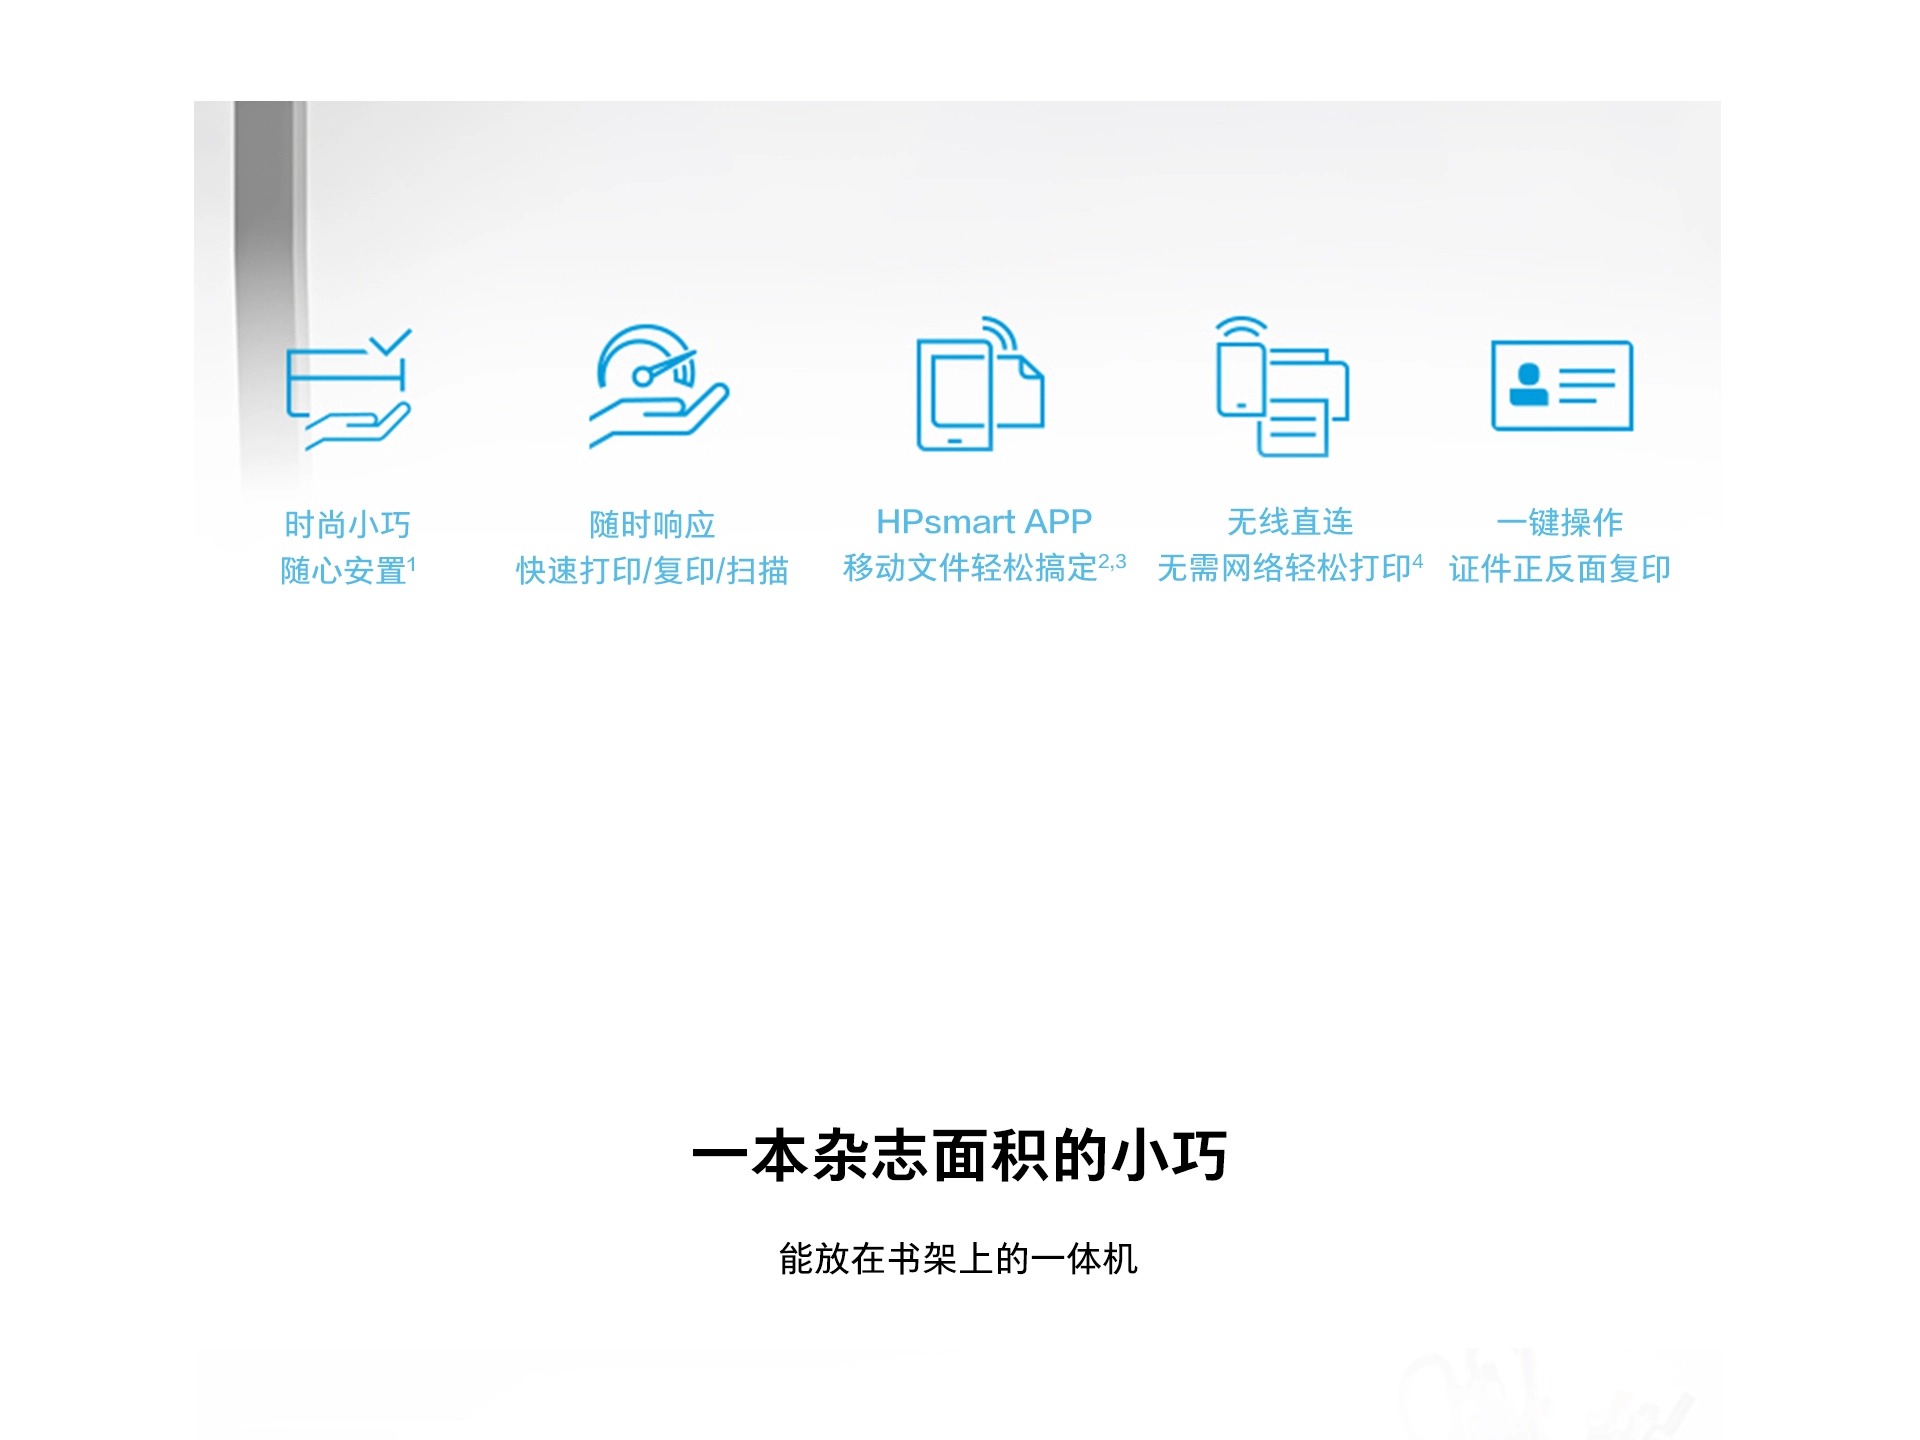 时尚小巧
随心安置1
随时响应
快速打印/复印/扫描
HPsmart APP
移动文件轻松搞定2,3
无线直连
无需网络轻松打印4
一键操作
证件正反面复印
一本杂志面积的小巧
能放在书架上的一体机